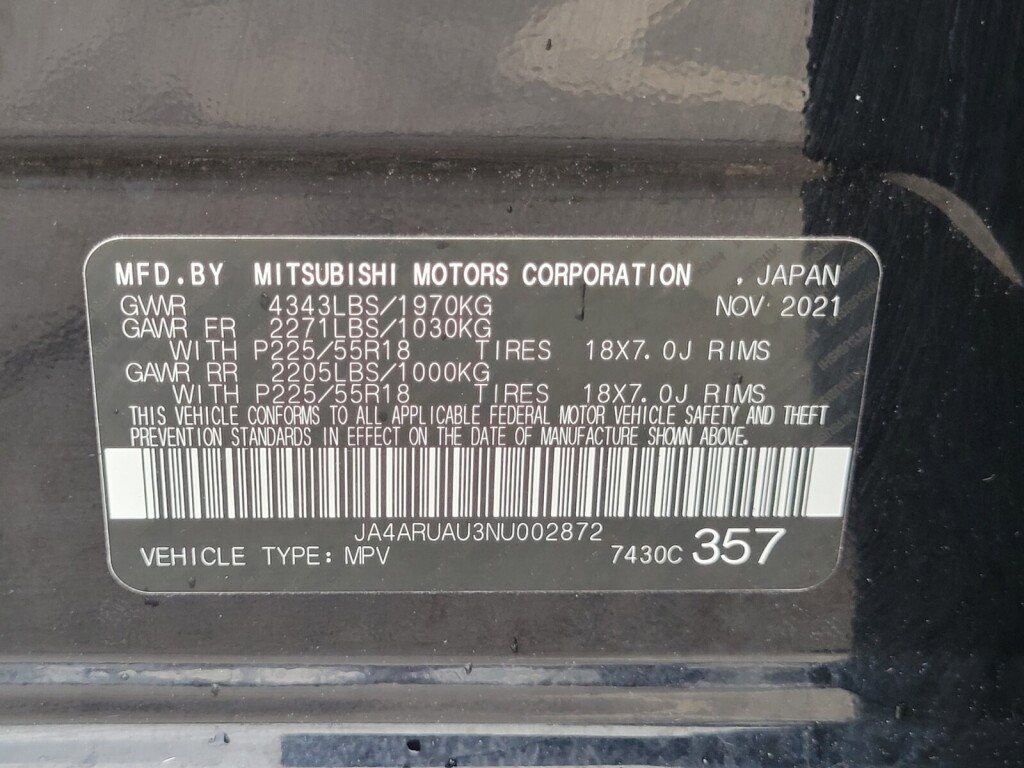 MFD.BY MITSUBISHI MOTORS CORPORATION , JAPAN
GVWR 4343LBS/1970KG NOV 2021
GAWR FR 2271LBS/1030KG
WITH P225/55R18 TIRES 18X7.0J RIMS
GAWR RR 2205LBS/1000KG
WITH P225/55R18 TIRES 18X7.0J RIMS
THIS VEHICLE CONFORMS TO ALL APPLICABLE FEDERAL MOTOR VEHICLE SAFETY AND THEFT
PREVENTION STANDARDS IN EFFECT ON THE DATE OF MANUFACTURE SHOWN ABOVE.
JA4ARUAU3NU002872
VEHICLE TYPE: MPV 7430C 357